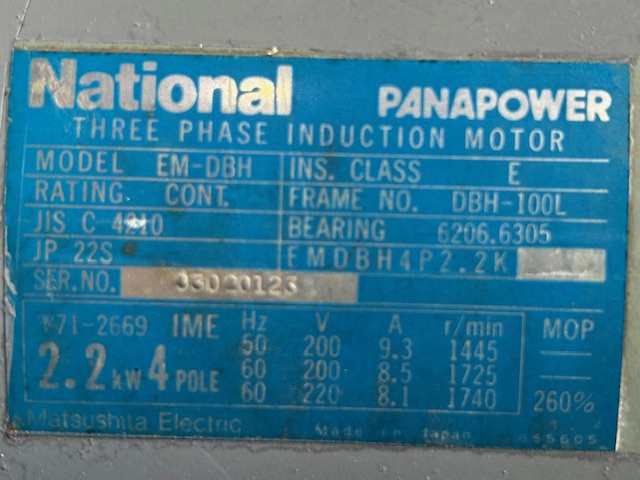 National PANAPOWER
THREE PHASE INDUCTION MOTOR
MODEL EM-DBH INS. CLASS E
RATING. CONT. FRAME NO. DBH-100L
JIS C 4210 BEARING 6206.6305
JP 22S EMDBH4P2.2K
SER.NO. 03020123
71-2669 IME Hz V A r/min MOP
2.2kW 4 POLE
50 200 9.3 1445 —
60 200 8.5 1725 —
60 220 8.1 1740 260%
Matsushita Electric Made in Japan